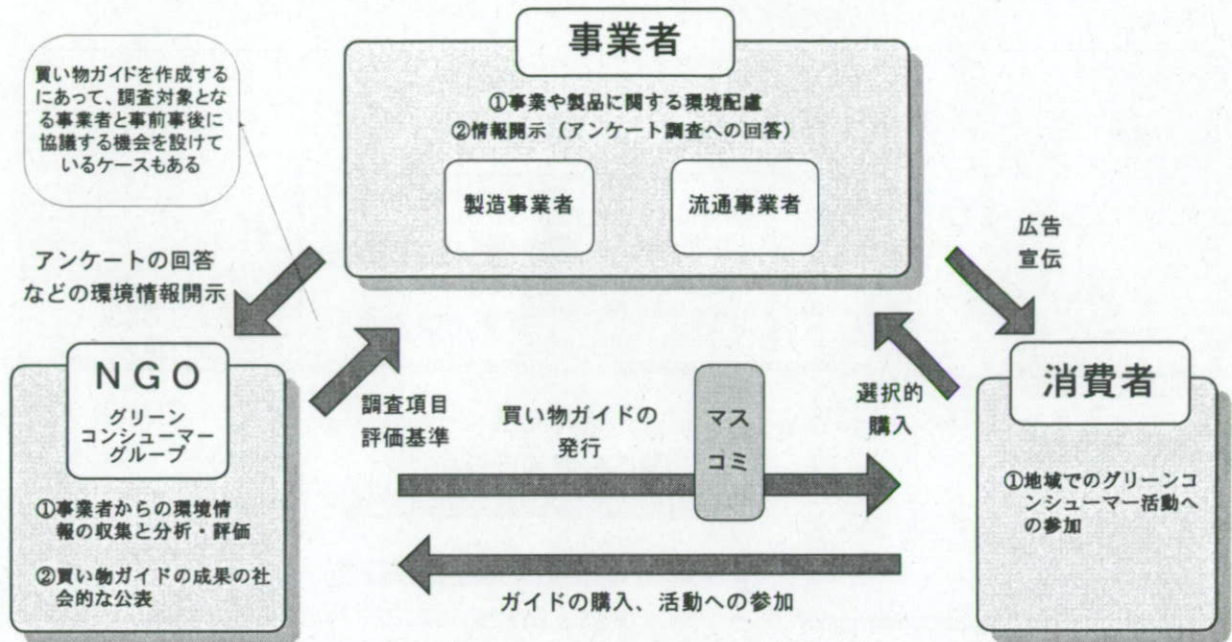 事業者
①事業や製品に関する環境配慮
②情報開示（アンケート調査への回答）
製造事業者
流通事業者
買い物ガイドを作成する
にあって、調査対象とな
る事業者と事前事後に
協議する機会を設けて
いるケースもある
アンケートの回答
などの環境情報開示
広告
宣伝
NGO
グリーン
コンシューマー
グループ
①事業者からの環境情
報の収集と分析・評価
②買い物ガイドの成果の社
会的な公表
調査項目
評価基準
買い物ガイドの
発行
マス
コミ
選択的
購入
消費者
①地域でのグリーンコ
ンシューマー活動へ
の参加
ガイドの購入、活動への参加